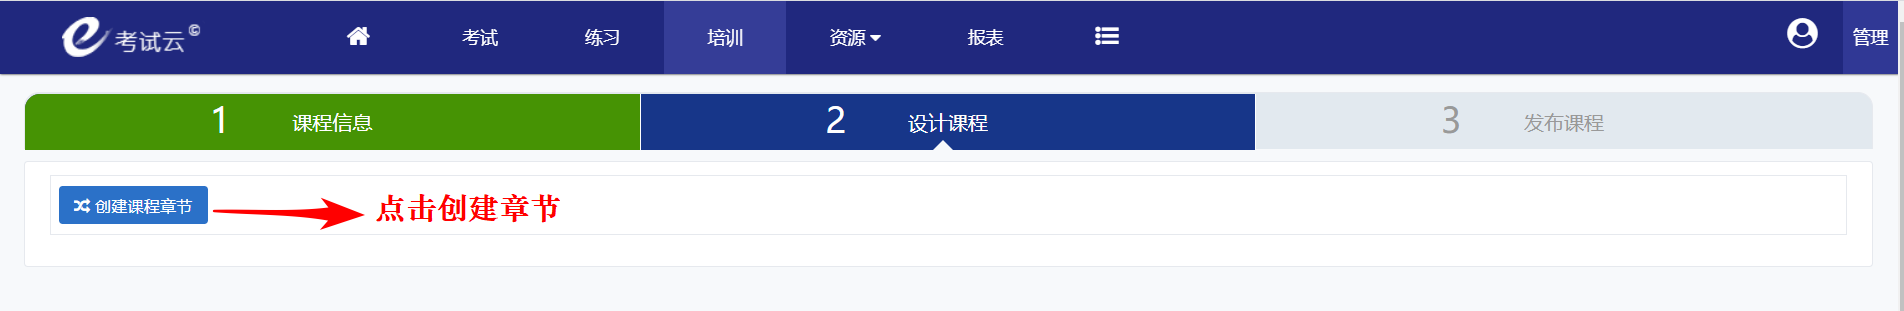 e考试云©
考试 练习 培训 资源 报表 管理
1 课程信息 2 设计课程 3 发布课程
创建课程章节 点击创建章节